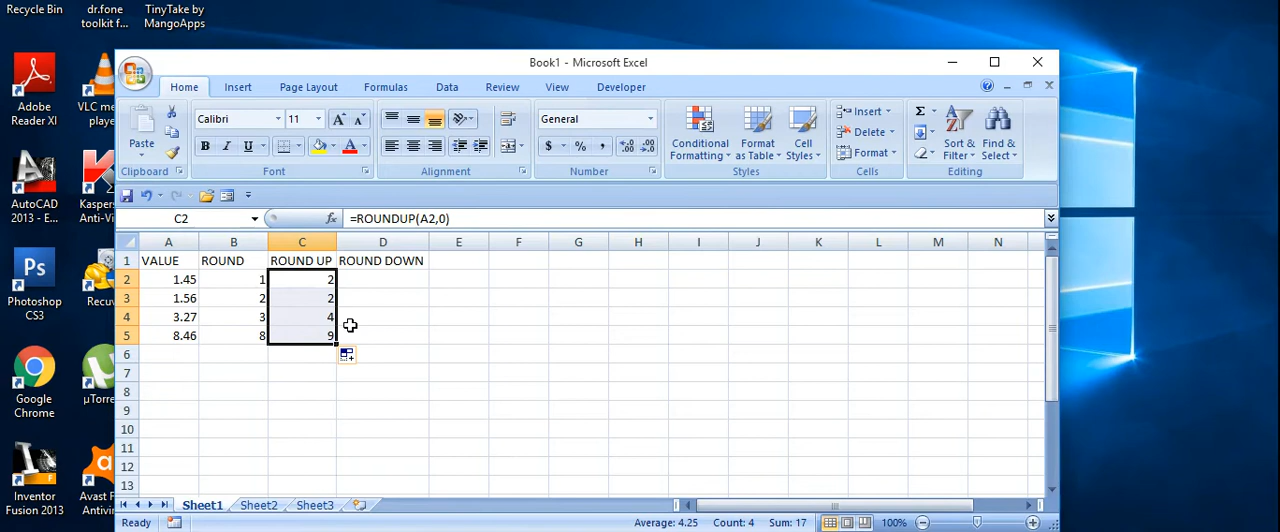 Recycle Bin
dr.fone
toolkit f...
TinyTake by
MangoApps
Adobe
Reader XI
VLC me
playe
AutoCAD
2013 - E...
Kaspers
Anti-Vi
Photoshop
CS3
Recuv
Google
Chrome
µTorre
Inventor
Fusion 2013
Avast F
Antivir
Book1 - Microsoft Excel
Home Insert Page Layout Formulas Data Review View Developer
Paste
Clipboard
Calibri 11 A A
B I U A
Font
Alignment
General
$ % , .0 .00 .00 .0
Number
Conditional
Formatting
Format
as Table
Cell
Styles
Styles
Insert
Delete
Format
Cells
Σ
Sort &
Filter
Find &
Select
Editing
C2 fx =ROUNDUP(A2,0)
A B C D E F G H I J K L M N
1 VALUE ROUND ROUND UP ROUND DOWN
2 1.45 1 2
3 1.56 2 2
4 3.27 3 4
5 8.46 8 9
6
7
8
9
10
11
12
13
Sheet1 Sheet2 Sheet3
Ready Average: 4.25 Count: 4 Sum: 17 100%